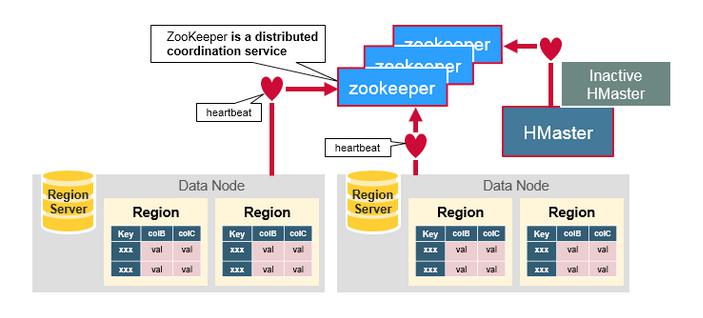 ZooKeeper is a distributed
coordination service
zookeeper
zookeeper
zookeeper
heartbeat
heartbeat
Inactive
HMaster
HMaster
Data Node
Region
Server
Region
Key colB colC
xxx val val
xxx val val
Region
Key colB colC
xxx val val
xxx val val
Data Node
Region
Server
Region
Key colB colC
xxx val val
xxx val val
Region
Key colB colC
xxx val val
xxx val val